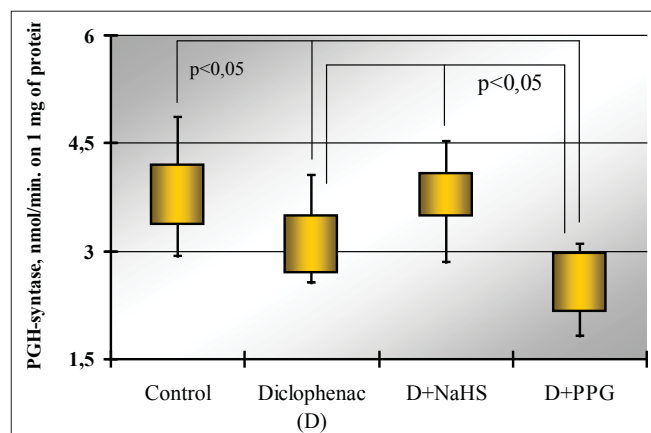 PGH-syntase, nmol/min. on 1 mg of protein
6
4,5
3
1,5
p<0,05
p<0,05
Control
Diclophenac
(D)
D+NaHS
D+PPG